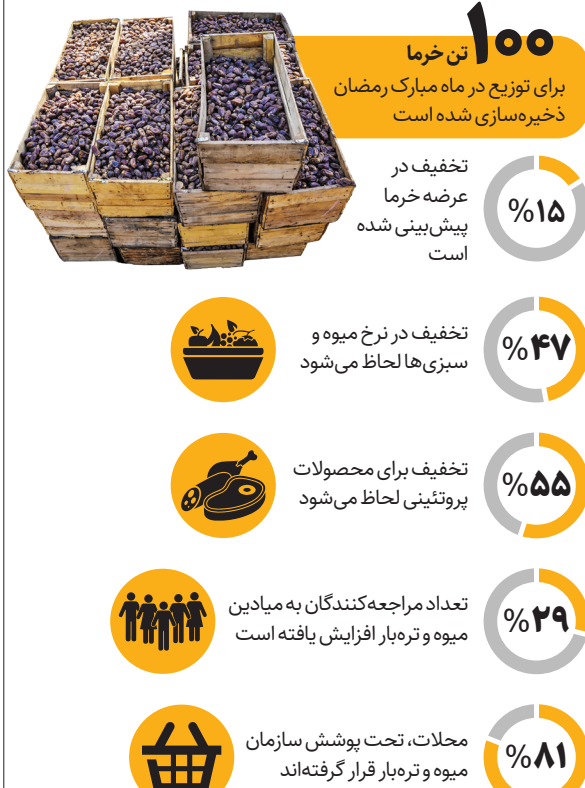 ۱۰۰ تن خرما
برای توزیع در ماه مبارک رمضان
ذخیره‌سازی شده است
%۱۵
تخفیف در
عرضه خرما
پیش‌بینی شده
است
%۴۷
تخفیف در نرخ میوه و
سبزی‌ها لحاظ می‌شود
%۵۵
تخفیف برای محصولات
پروتئینی لحاظ می‌شود
%۲۹
تعداد مراجعه‌کنندگان به میادین
میوه و تره‌بار افزایش یافته است
%۸۱
محلات، تحت پوشش سازمان
میوه و تره‌بار قرار گرفته‌اند